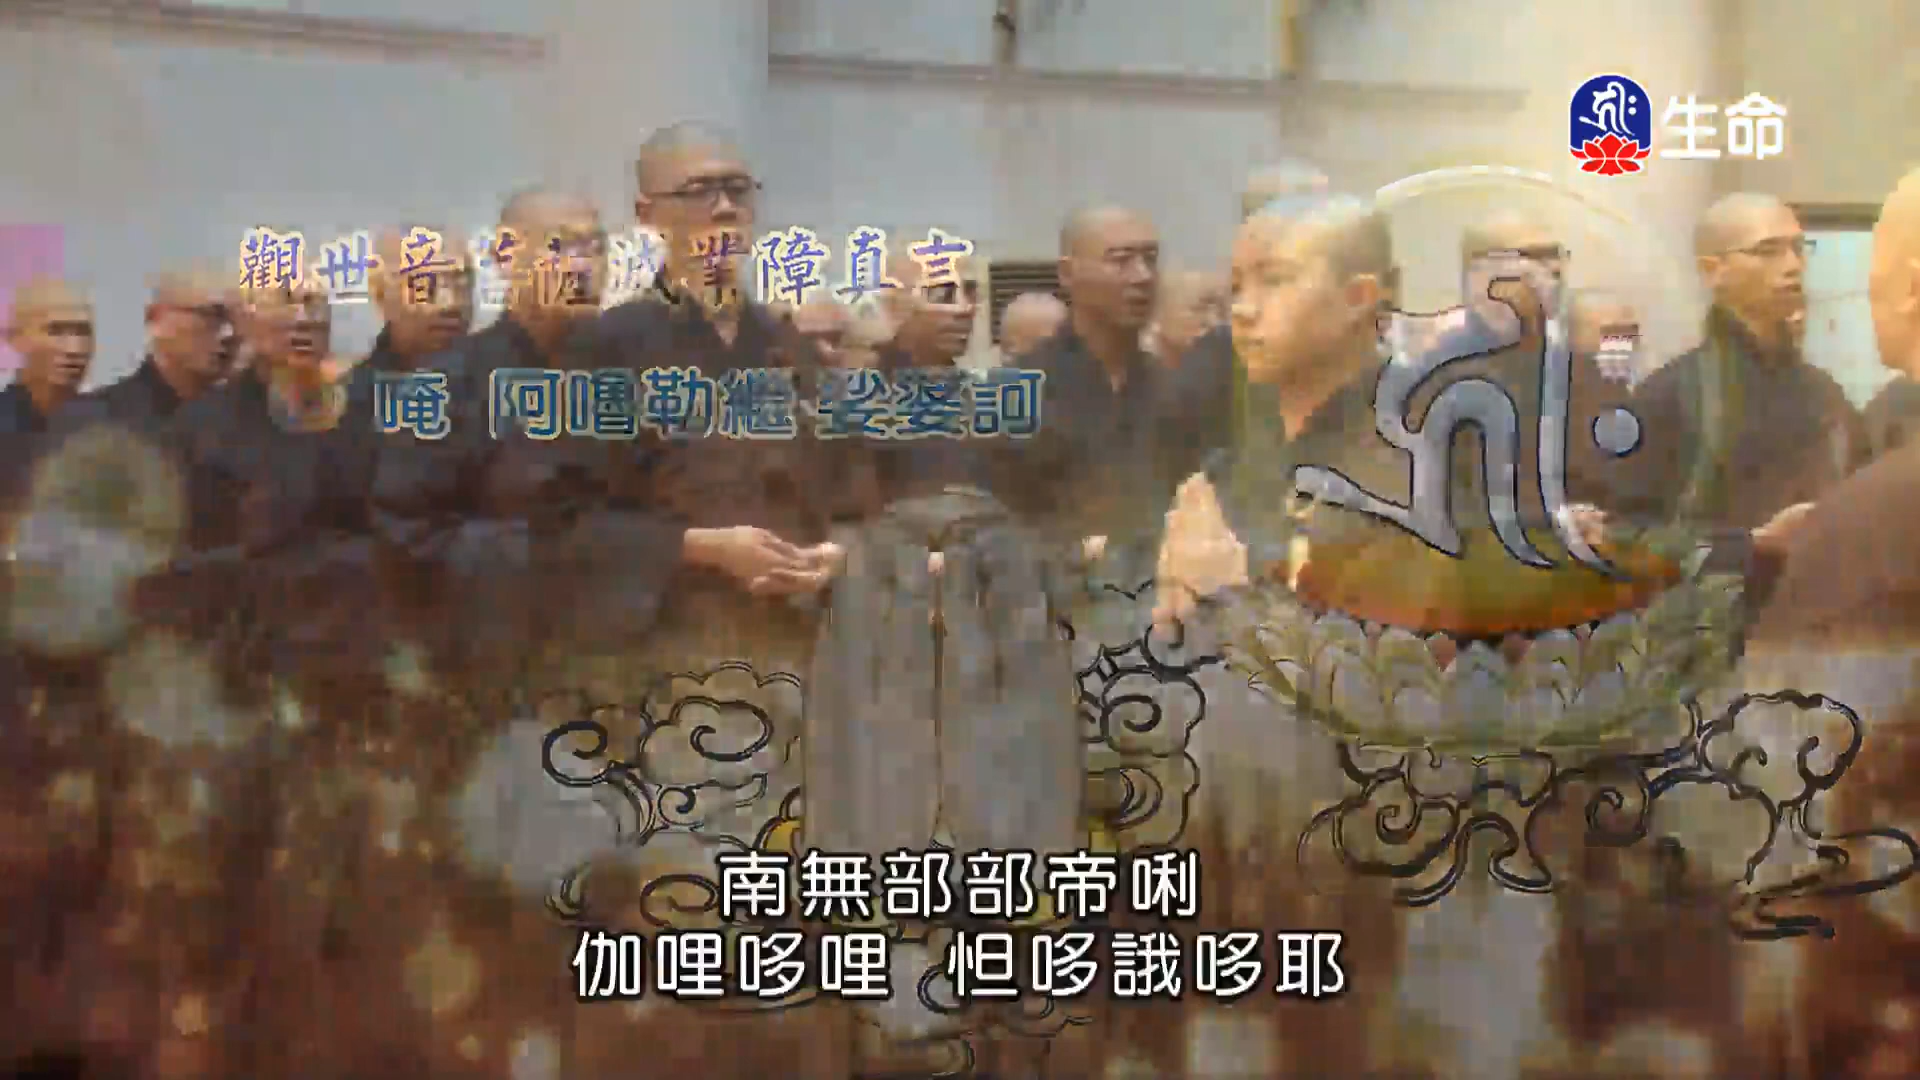 生命
觀世音菩薩滅業障真言
唵 阿嚕勒繼 娑婆訶
南無部部帝唎
伽哩哆哩 怛哆誐哆耶